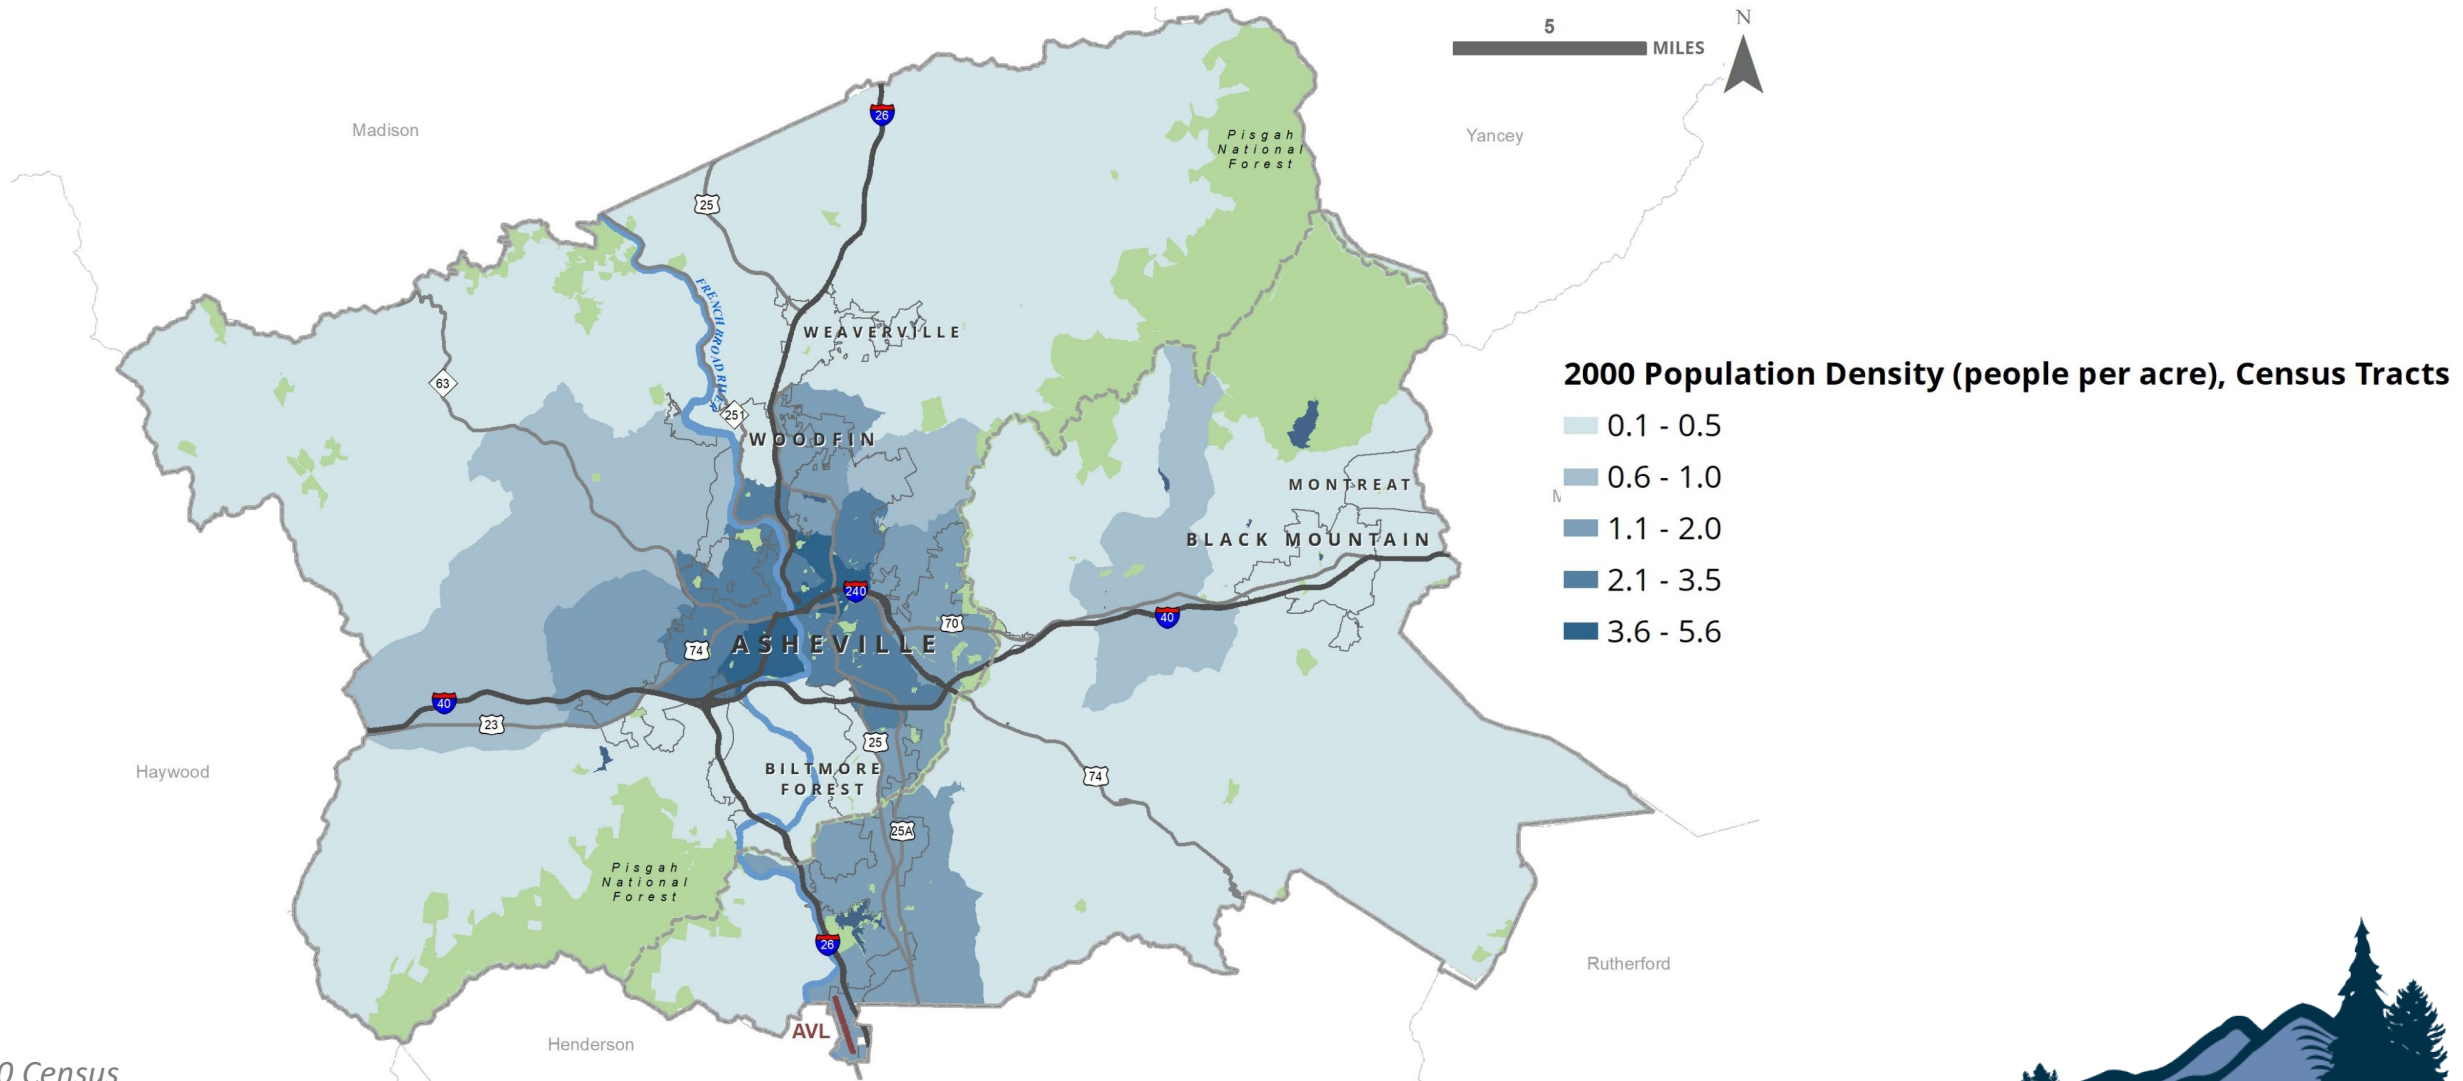 5
MILES
N
26
Madison
Yancey
Pisgah
National
Forest
25
FRENCH BROAD RIVER
WEAVERVILLE
63
251
WOODFIN
2000 Population Density (people per acre), Census Tracts
0.1 - 0.5
0.6 - 1.0
1.1 - 2.0
2.1 - 3.5
3.6 - 5.6
MONTREAT
BLACK MOUNTAIN
240
40
70
74
ASHEVILLE
40
23
25
BILTMORE
FOREST
74
Haywood
25A
Pisgah
National
Forest
26
Rutherford
AVL
Henderson
Census